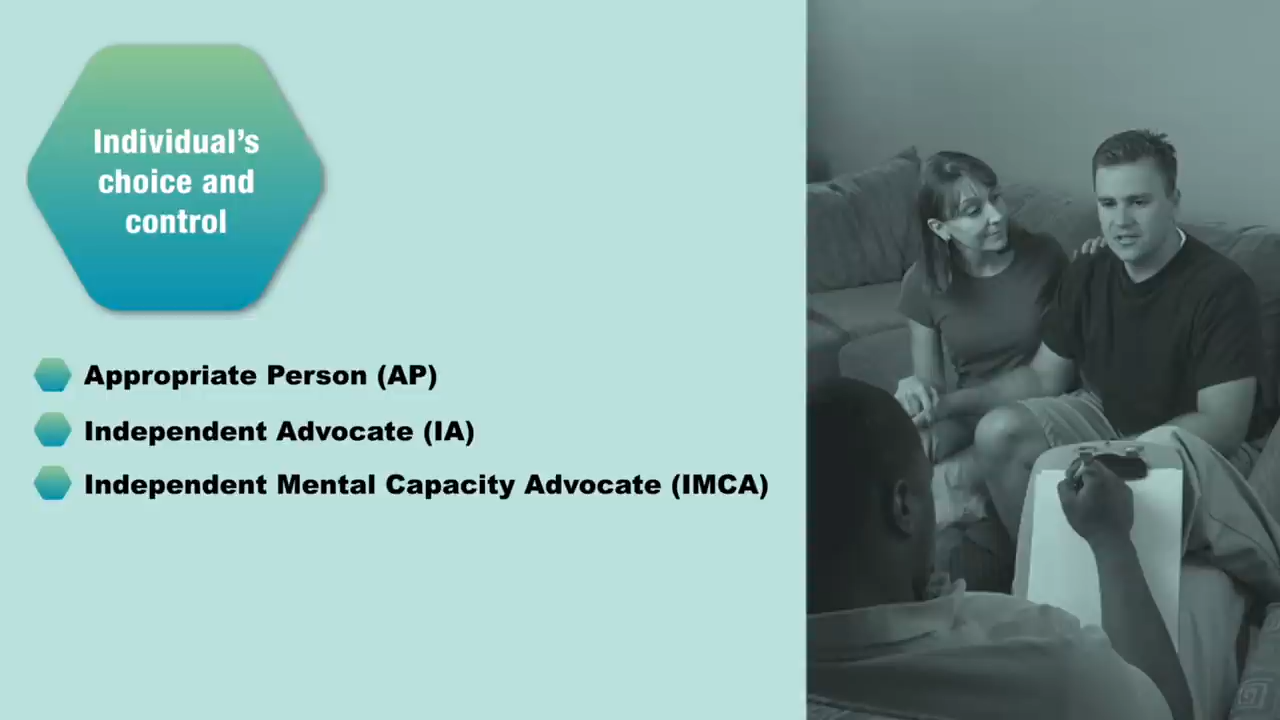 Individual’s
choice and
control
Appropriate Person (AP)
Independent Advocate (IA)
Independent Mental Capacity Advocate (IMCA)